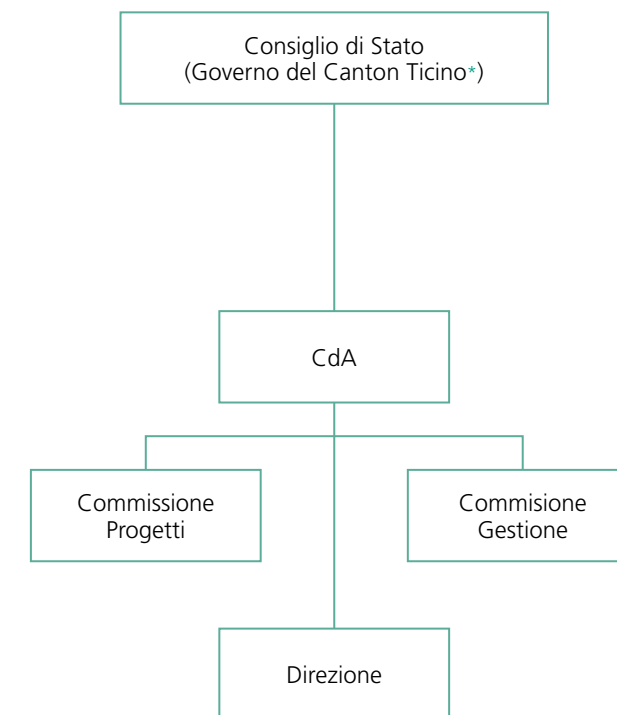 Consiglio di Stato
(Governo del Canton Ticino*)
CdA
Commissione
Progetti
Commisione
Gestione
Direzione